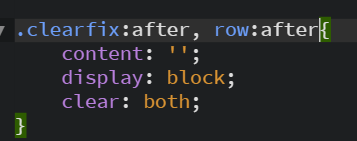 .clearfix:after, row:after{
    content: '';
    display: block;
    clear: both;
}